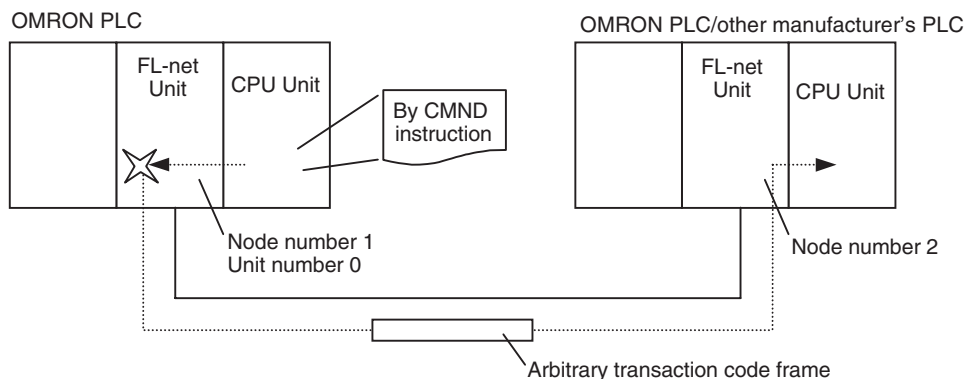 OMRON PLC
OMRON PLC/other manufacturer's PLC
FL-net
Unit
CPU Unit
By CMND
instruction
FL-net
Unit
CPU Unit
Node number 1
Unit number 0
Node number 2
Arbitrary transaction code frame